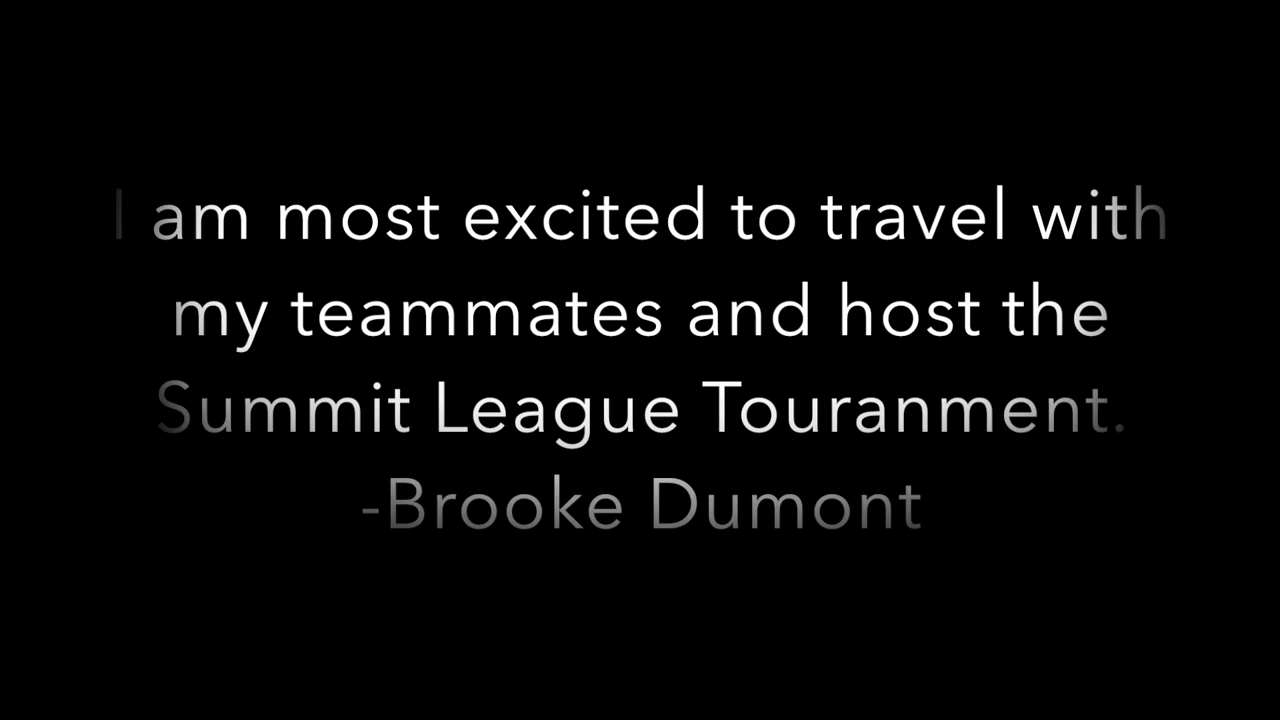 I am most excited to travel with
my teammates and host the
Summit League Touranment.
-Brooke Dumont